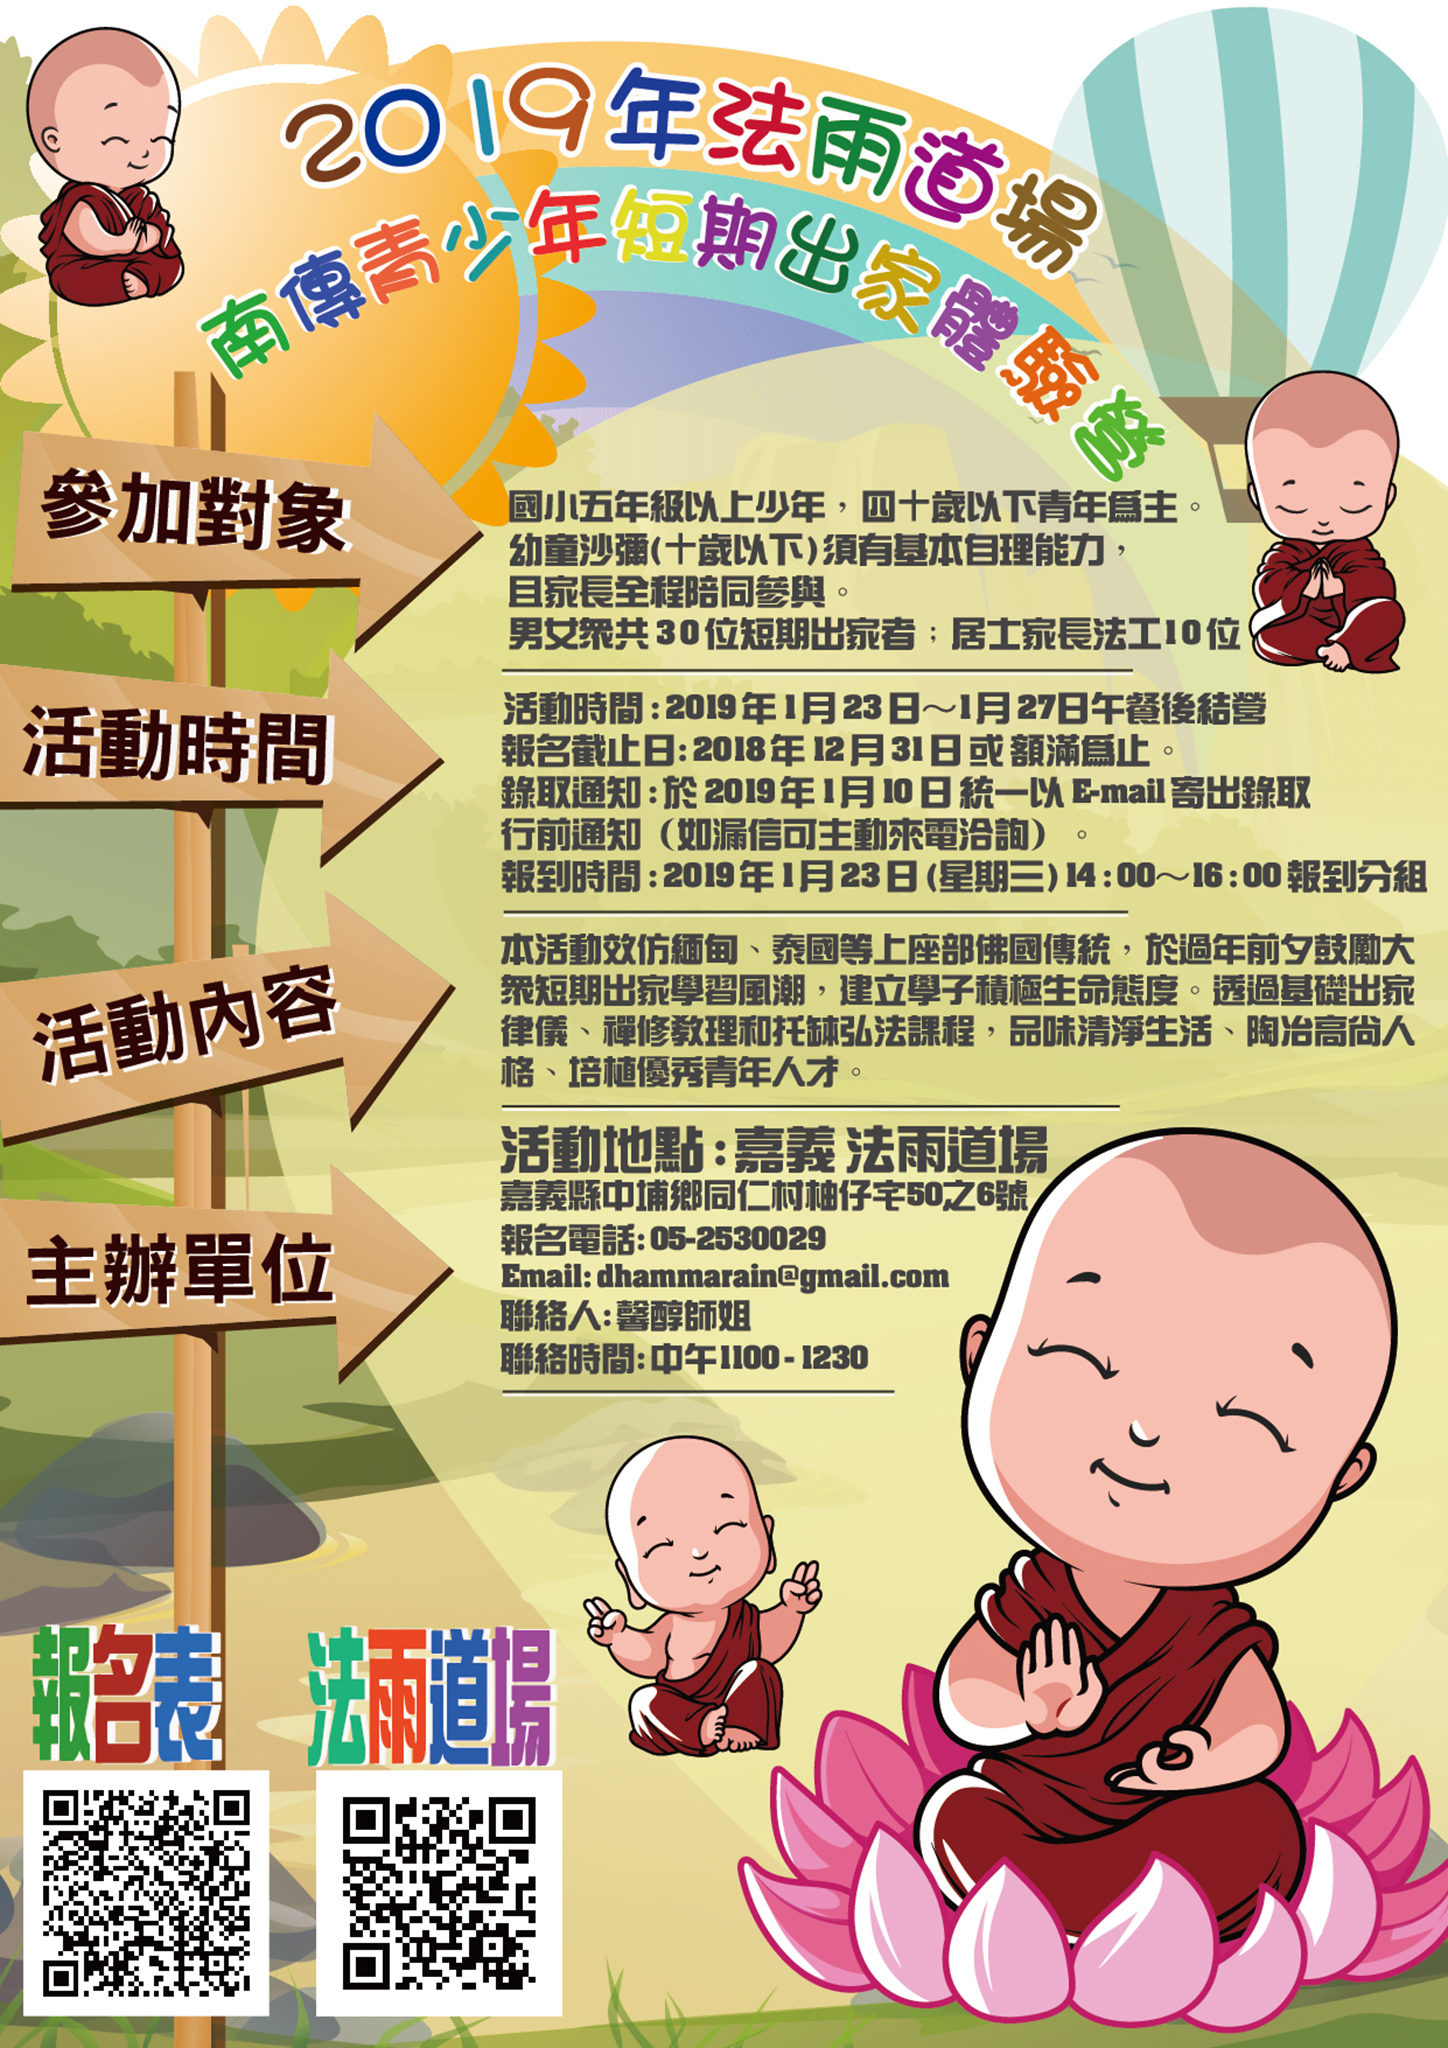 2019年法雨道場
南傳青少年短期出家體驗營
參加對象
國小五年級以上少年，四十歲以下青年為主。
幼童沙彌(十歲以下)須有基本自理能力，
且家長全程陪同參與。
男女眾共30位短期出家者；居士家長法工10位
活動時間
活動時間:2019年1月23日～1月27日午餐後結營
報名截止日:2018年12月31日或額滿為止。
錄取通知:於2019年1月10日統一以E-mail寄出錄取
行前通知（如漏信可主動來電洽詢）。
報到時間:2019年1月23日(星期三)14:00～16:00報到分組
活動內容
本活動效仿緬甸、泰國等上座部佛國傳統，於過年前夕鼓勵大
眾短期出家學習風潮，建立學子積極生命態度。透過基礎出家
律儀、禪修教理和托缽弘法課程，品味清淨生活、陶冶高尚人
格、培植優秀青年人才。
主辦單位
活動地點:嘉義 法雨道場
嘉義縣中埔鄉同仁村柚仔宅50之6號
報名電話:05-2530029
Email:dhammarain@gmail.com
聯絡人:馨醇師姐
聯絡時間:中午1100-1230
報名表
法雨道場